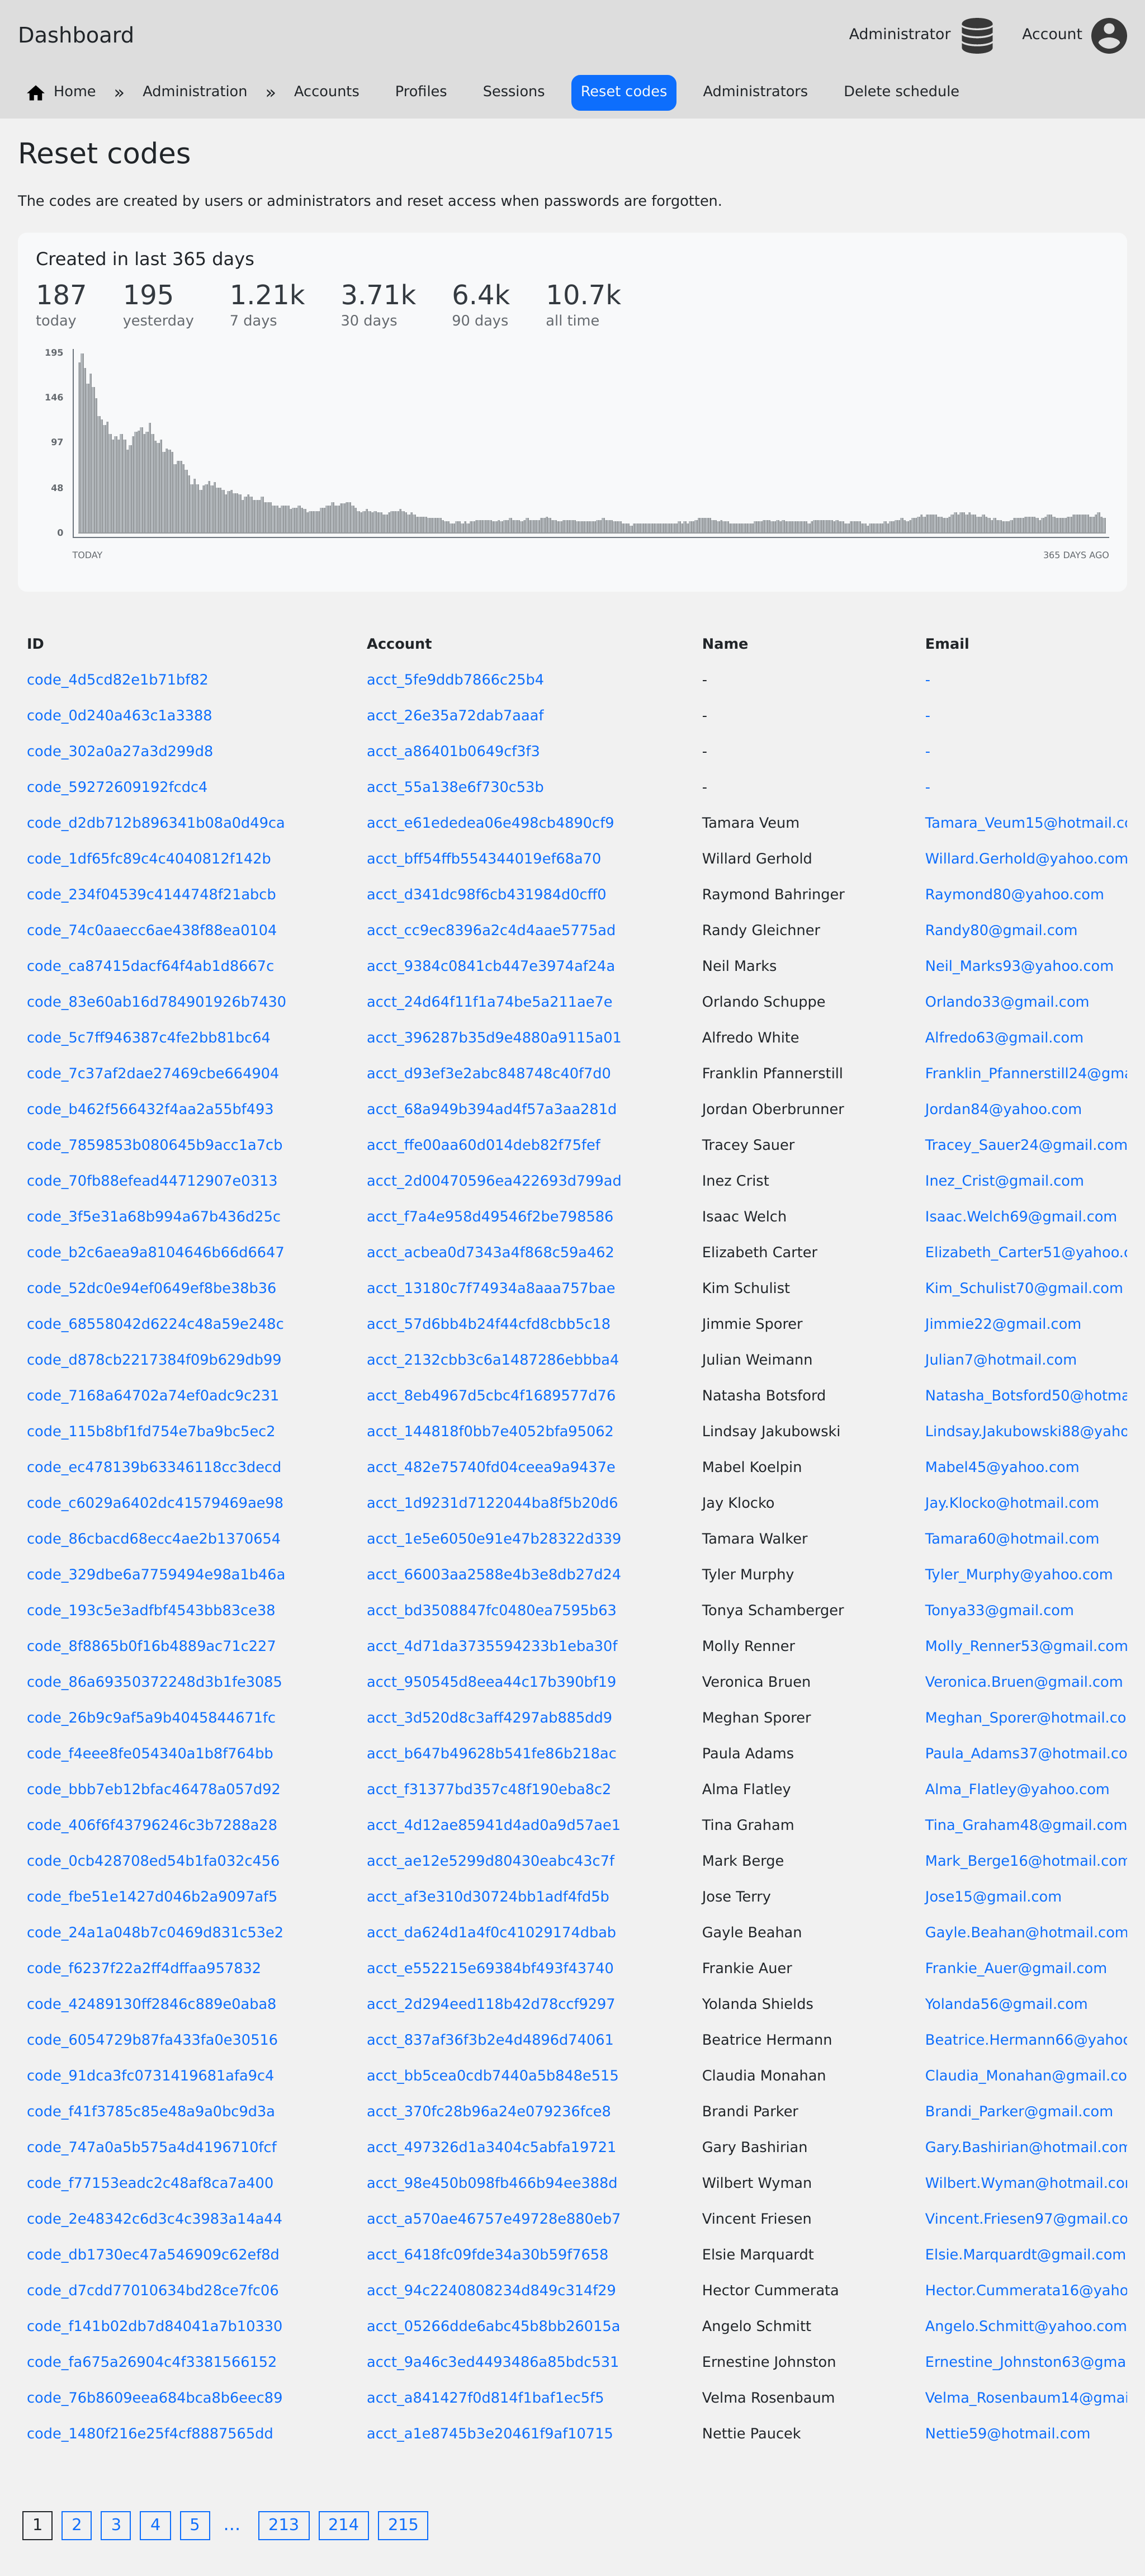 Dashboard Administrator Account
Home » Administration » Accounts Profiles Sessions Reset codes Administrators Delete schedule
Reset codes
The codes are created by users or administrators and reset access when passwords are forgotten.
Created in last 365 days
187 195 1.21k 3.71k 6.4k 10.7k
today yesterday 7 days 30 days 90 days all time
195
146
97
48
0
TODAY 365 DAYS AGO
ID Account Name Email
code_4d5cd82e1b71bf82 acct_5fe9ddb7866c25b4 - -
code_0d240a463c1a3388 acct_26e35a72dab7aaaf - -
code_302a0a27a3d299d8 acct_a86401b0649cf3f3 - -
code_59272609192fcdc4 acct_55a138e6f730c53b - -
code_d2db712b896341b08a0d49ca acct_e61ededea06e498cb4890cf9 Tamara Veum Tamara_Veum15@hotmail.co
code_1df65fc89c4c4040812f142b acct_bff54ffb554344019ef68a70 Willard Gerhold Willard.Gerhold@yahoo.com
code_234f04539c4144748f21abcb acct_d341dc98f6cb431984d0cff0 Raymond Bahringer Raymond80@yahoo.com
code_74c0aaecc6ae438f88ea0104 acct_cc9ec8396a2c4d4aae5775ad Randy Gleichner Randy80@gmail.com
code_ca87415dacf64f4ab1d8667c acct_9384c0841cb447e3974af24a Neil Marks Neil_Marks93@yahoo.com
code_83e60ab16d784901926b7430 acct_24d64f11f1a74be5a211ae7e Orlando Schuppe Orlando33@gmail.com
code_5c7ff946387c4fe2bb81bc64 acct_396287b35d9e4880a9115a01 Alfredo White Alfredo63@gmail.com
code_7c37af2dae27469cbe664904 acct_d93ef3e2abc848748c40f7d0 Franklin Pfannerstill Franklin_Pfannerstill24@gma
code_b462f566432f4aa2a55bf493 acct_68a949b394ad4f57a3aa281d Jordan Oberbrunner Jordan84@yahoo.com
code_7859853b080645b9acc1a7cb acct_ffe00aa60d014deb82f75fef Tracey Sauer Tracey_Sauer24@gmail.com
code_70fb88efead44712907e0313 acct_2d00470596ea422693d799ad Inez Crist Inez_Crist@gmail.com
code_3f5e31a68b994a67b436d25c acct_f7a4e958d49546f2be798586 Isaac Welch Isaac.Welch69@gmail.com
code_b2c6aea9a8104646b66d6647 acct_acbea0d7343a4f868c59a462 Elizabeth Carter Elizabeth_Carter51@yahoo.c
code_52dc0e94ef0649ef8be38b36 acct_13180c7f74934a8aaa757bae Kim Schulist Kim_Schulist70@gmail.com
code_68558042d6224c48a59e248c acct_57d6bb4b24f44cfd8cbb5c18 Jimmie Sporer Jimmie22@gmail.com
code_d878cb2217384f09b629db99 acct_2132cbb3c6a1487286ebbba4 Julian Weimann Julian7@hotmail.com
code_7168a64702a74ef0adc9c231 acct_8eb4967d5cbc4f1689577d76 Natasha Botsford Natasha_Botsford50@hotma
code_115b8bf1fd754e7ba9bc5ec2 acct_144818f0bb7e4052bfa95062 Lindsay Jakubowski Lindsay.Jakubowski88@yaho
code_ec478139b63346118cc3decd acct_482e75740fd04ceea9a9437e Mabel Koelpin Mabel45@yahoo.com
code_c6029a6402dc41579469ae98 acct_1d9231d7122044ba8f5b20d6 Jay Klocko Jay.Klocko@hotmail.com
code_86cbacd68ecc4ae2b1370654 acct_1e5e6050e91e47b28322d339 Tamara Walker Tamara60@hotmail.com
code_329dbe6a7759494e98a1b46a acct_66003aa2588e4b3e8db27d24 Tyler Murphy Tyler_Murphy@yahoo.com
code_193c5e3adfbf4543bb83ce38 acct_bd3508847fc0480ea7595b63 Tonya Schamberger Tonya33@gmail.com
code_8f8865b0f16b4889ac71c227 acct_4d71da3735594233b1eba30f Molly Renner Molly_Renner53@gmail.com
code_86a69350372248d3b1fe3085 acct_950545d8eea44c17b390bf19 Veronica Bruen Veronica.Bruen@gmail.com
code_26b9c9af5a9b4045844671fc acct_3d520d8c3aff4297ab885dd9 Meghan Sporer Meghan_Sporer@hotmail.co
code_f4eee8fe054340a1b8f764bb acct_b647b49628b541fe86b218ac Paula Adams Paula_Adams37@hotmail.co
code_bbb7eb12bfac46478a057d92 acct_f31377bd357c48f190eba8c2 Alma Flatley Alma_Flatley@yahoo.com
code_406f6f43796246c3b7288a28 acct_4d12ae85941d4ad0a9d57ae1 Tina Graham Tina_Graham48@gmail.com
code_0cb428708ed54b1fa032c456 acct_ae12e5299d80430eabc43c7f Mark Berge Mark_Berge16@hotmail.com
code_fbe51e1427d046b2a9097af5 acct_af3e310d30724bb1adf4fd5b Jose Terry Jose15@gmail.com
code_24a1a048b7c0469d831c53e2 acct_da624d1a4f0c41029174dbab Gayle Beahan Gayle.Beahan@hotmail.com
code_f6237f22a2ff4dffaa957832 acct_e552215e69384bf493f43740 Frankie Auer Frankie_Auer@gmail.com
code_42489130ff2846c889e0aba8 acct_2d294eed118b42d78ccf9297 Yolanda Shields Yolanda56@gmail.com
code_6054729b87fa433fa0e30516 acct_837af36f3b2e4d4896d74061 Beatrice Hermann Beatrice.Hermann66@yahoo
code_91dca3fc0731419681afa9c4 acct_bb5cea0cdb7440a5b848e515 Claudia Monahan Claudia_Monahan@gmail.co
code_f41f3785c85e48a9a0bc9d3a acct_370fc28b96a24e079236fce8 Brandi Parker Brandi_Parker@gmail.com
code_747a0a5b575a4d4196710fcf acct_497326d1a3404c5abfa19721 Gary Bashirian Gary.Bashirian@hotmail.com
code_f77153eadc2c48af8ca7a400 acct_98e450b098fb466b94ee388d Wilbert Wyman Wilbert.Wyman@hotmail.con
code_2e48342c6d3c4c3983a14a44 acct_a570ae46757e49728e880eb7 Vincent Friesen Vincent.Friesen97@gmail.co
code_db1730ec47a546909c62ef8d acct_6418fc09fde34a30b59f7658 Elsie Marquardt Elsie.Marquardt@gmail.com
code_d7cdd77010634bd28ce7fc06 acct_94c2240808234d849c314f29 Hector Cummerata Hector.Cummerata16@yaho
code_f141b02db7d84041a7b10330 acct_05266dde6abc45b8bb26015a Angelo Schmitt Angelo.Schmitt@yahoo.com
code_fa675a26904c4f3381566152 acct_9a46c3ed4493486a85bdc531 Ernestine Johnston Ernestine_Johnston63@gma
code_76b8609eea684bca8b6eec89 acct_a841427f0d814f1baf1ec5f5 Velma Rosenbaum Velma_Rosenbaum14@gmai
code_1480f216e25f4cf8887565dd acct_a1e8745b3e20461f9af10715 Nettie Paucek Nettie59@hotmail.com
1 2 3 4 5 … 213 214 215